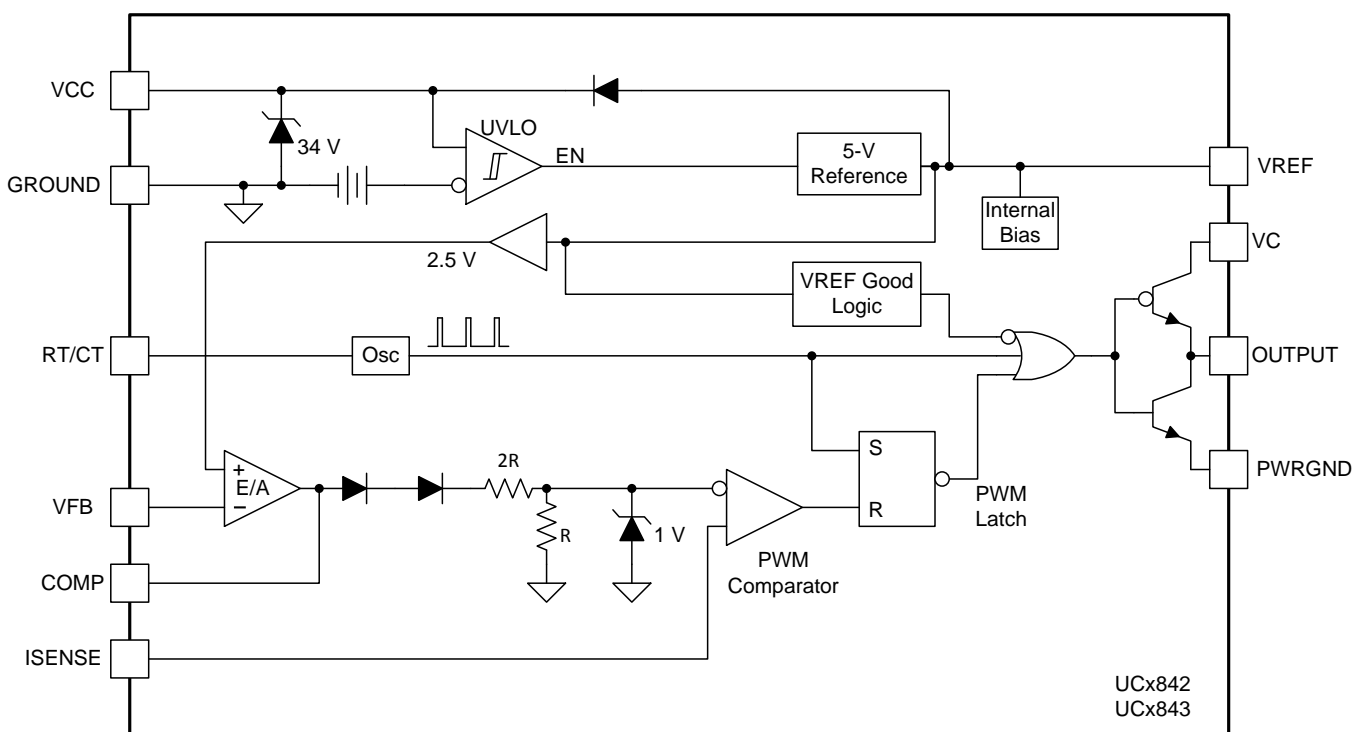 VCC
UVLO
34 V
EN
5-V
Reference
GROUND
VREF
Internal
Bias
VC
2.5 V
VREF Good
Logic
RT/CT
Osc
OUTPUT
S
2R
+
E/A
−
PWRGND
VFB
R
1 V
R
PWM
Latch
PWM
Comparator
COMP
ISENSE
UCx842
UCx843